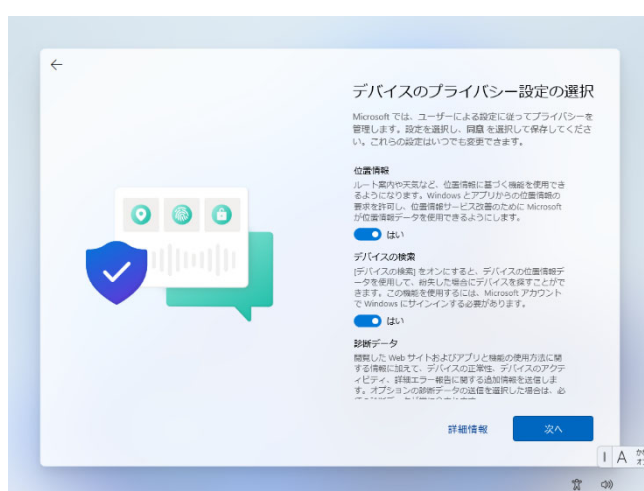 デバイスのプライバシー設定の選択
Microsoft では、ユーザーによる設定に従ってプライバシーを
管理します。設定を選択し、同意 を選択して保存してくださ
い。これらの設定はいつでも変更できます。
位置情報
ルート案内や天気など、位置情報に基づく機能を使用でき
るようになります。Windows とアプリからの位置情報の
要求を許可し、位置情報サービス改善のために Microsoft
が位置情報データを使用できるようにします。
はい
デバイスの検索
[デバイスの検索] をオンにすると、デバイスの位置情報デ
ータを使用して、紛失した場合にデバイスを探すことがで
きます。この機能を使用するには、Microsoft アカウント
で Windows にサインインする必要があります。
はい
診断データ
閲覧した Web サイトおよびアプリと機能の使用方法に関
する情報に加えて、デバイスの正常性、デバイスのアクテ
ィビティ、詳細エラー報告に関する追加情報を送信しま
す。オプションの診断データの送信を選択した場合は、必
詳細情報
次へ
A